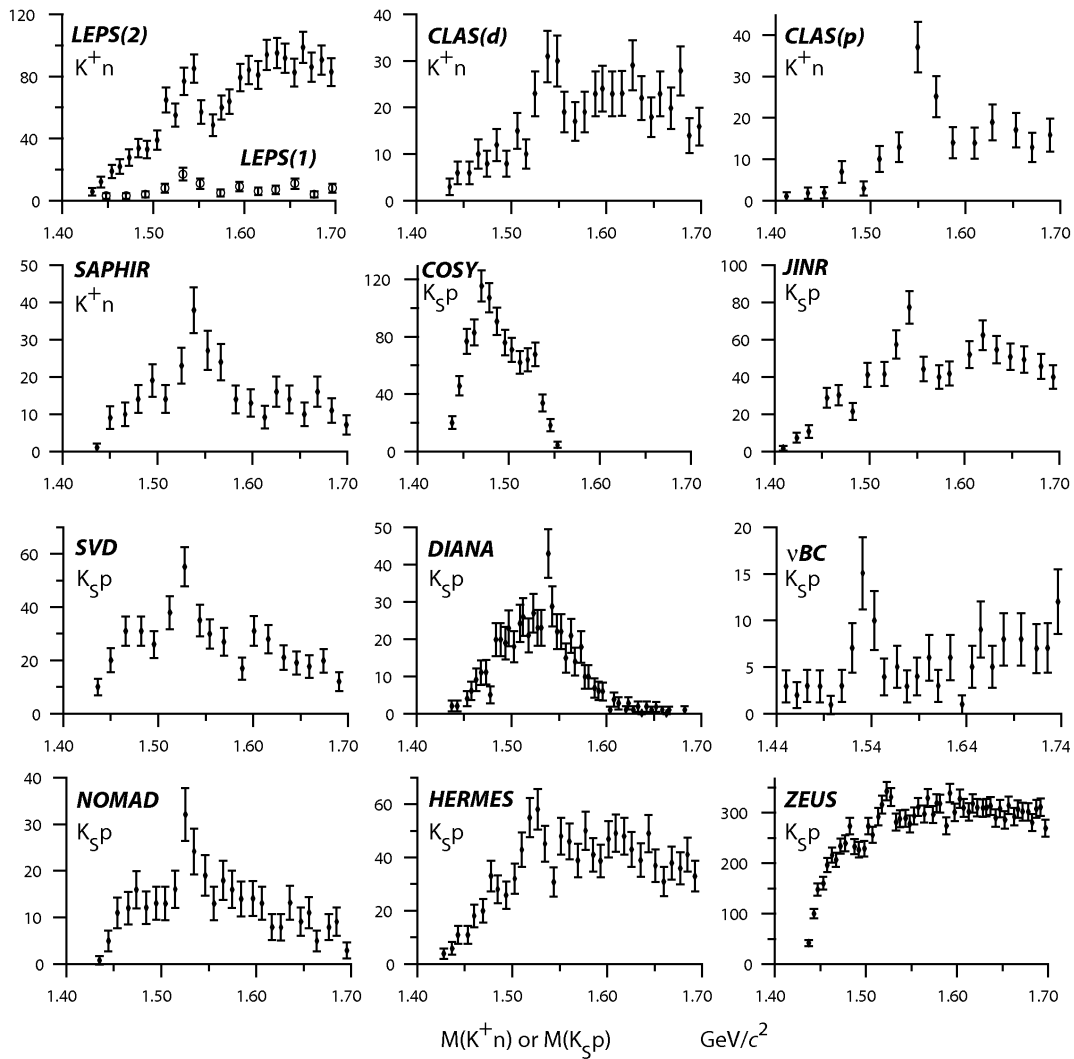 LEPS(2)
K+n
LEPS(1)
120
80
40
0
1.40 1.50 1.60 1.70
CLAS(d)
K+n
40
30
20
10
0
1.40 1.50 1.60 1.70
CLAS(p)
K+n
40
30
20
10
0
1.40 1.50 1.60 1.70
SAPHIR
K+n
50
40
30
20
10
0
1.40 1.50 1.60 1.70
COSY
KSp
120
80
40
0
1.40 1.50 1.60 1.70
JINR
KSp
100
80
60
40
20
0
1.40 1.50 1.60 1.70
SVD
KSp
60
40
20
0
1.40 1.50 1.60 1.70
DIANA
KSp
50
40
30
20
10
0
1.40 1.50 1.60 1.70
νBC
KSp
20
15
10
5
0
1.44 1.54 1.64 1.74
NOMAD
KSp
40
30
20
10
0
1.40 1.50 1.60 1.70
HERMES
KSp
60
40
20
0
1.40 1.50 1.60 1.70
ZEUS
KSp
300
200
100
0
1.40 1.50 1.60 1.70
M(K+n) or M(KSp) GeV/c2